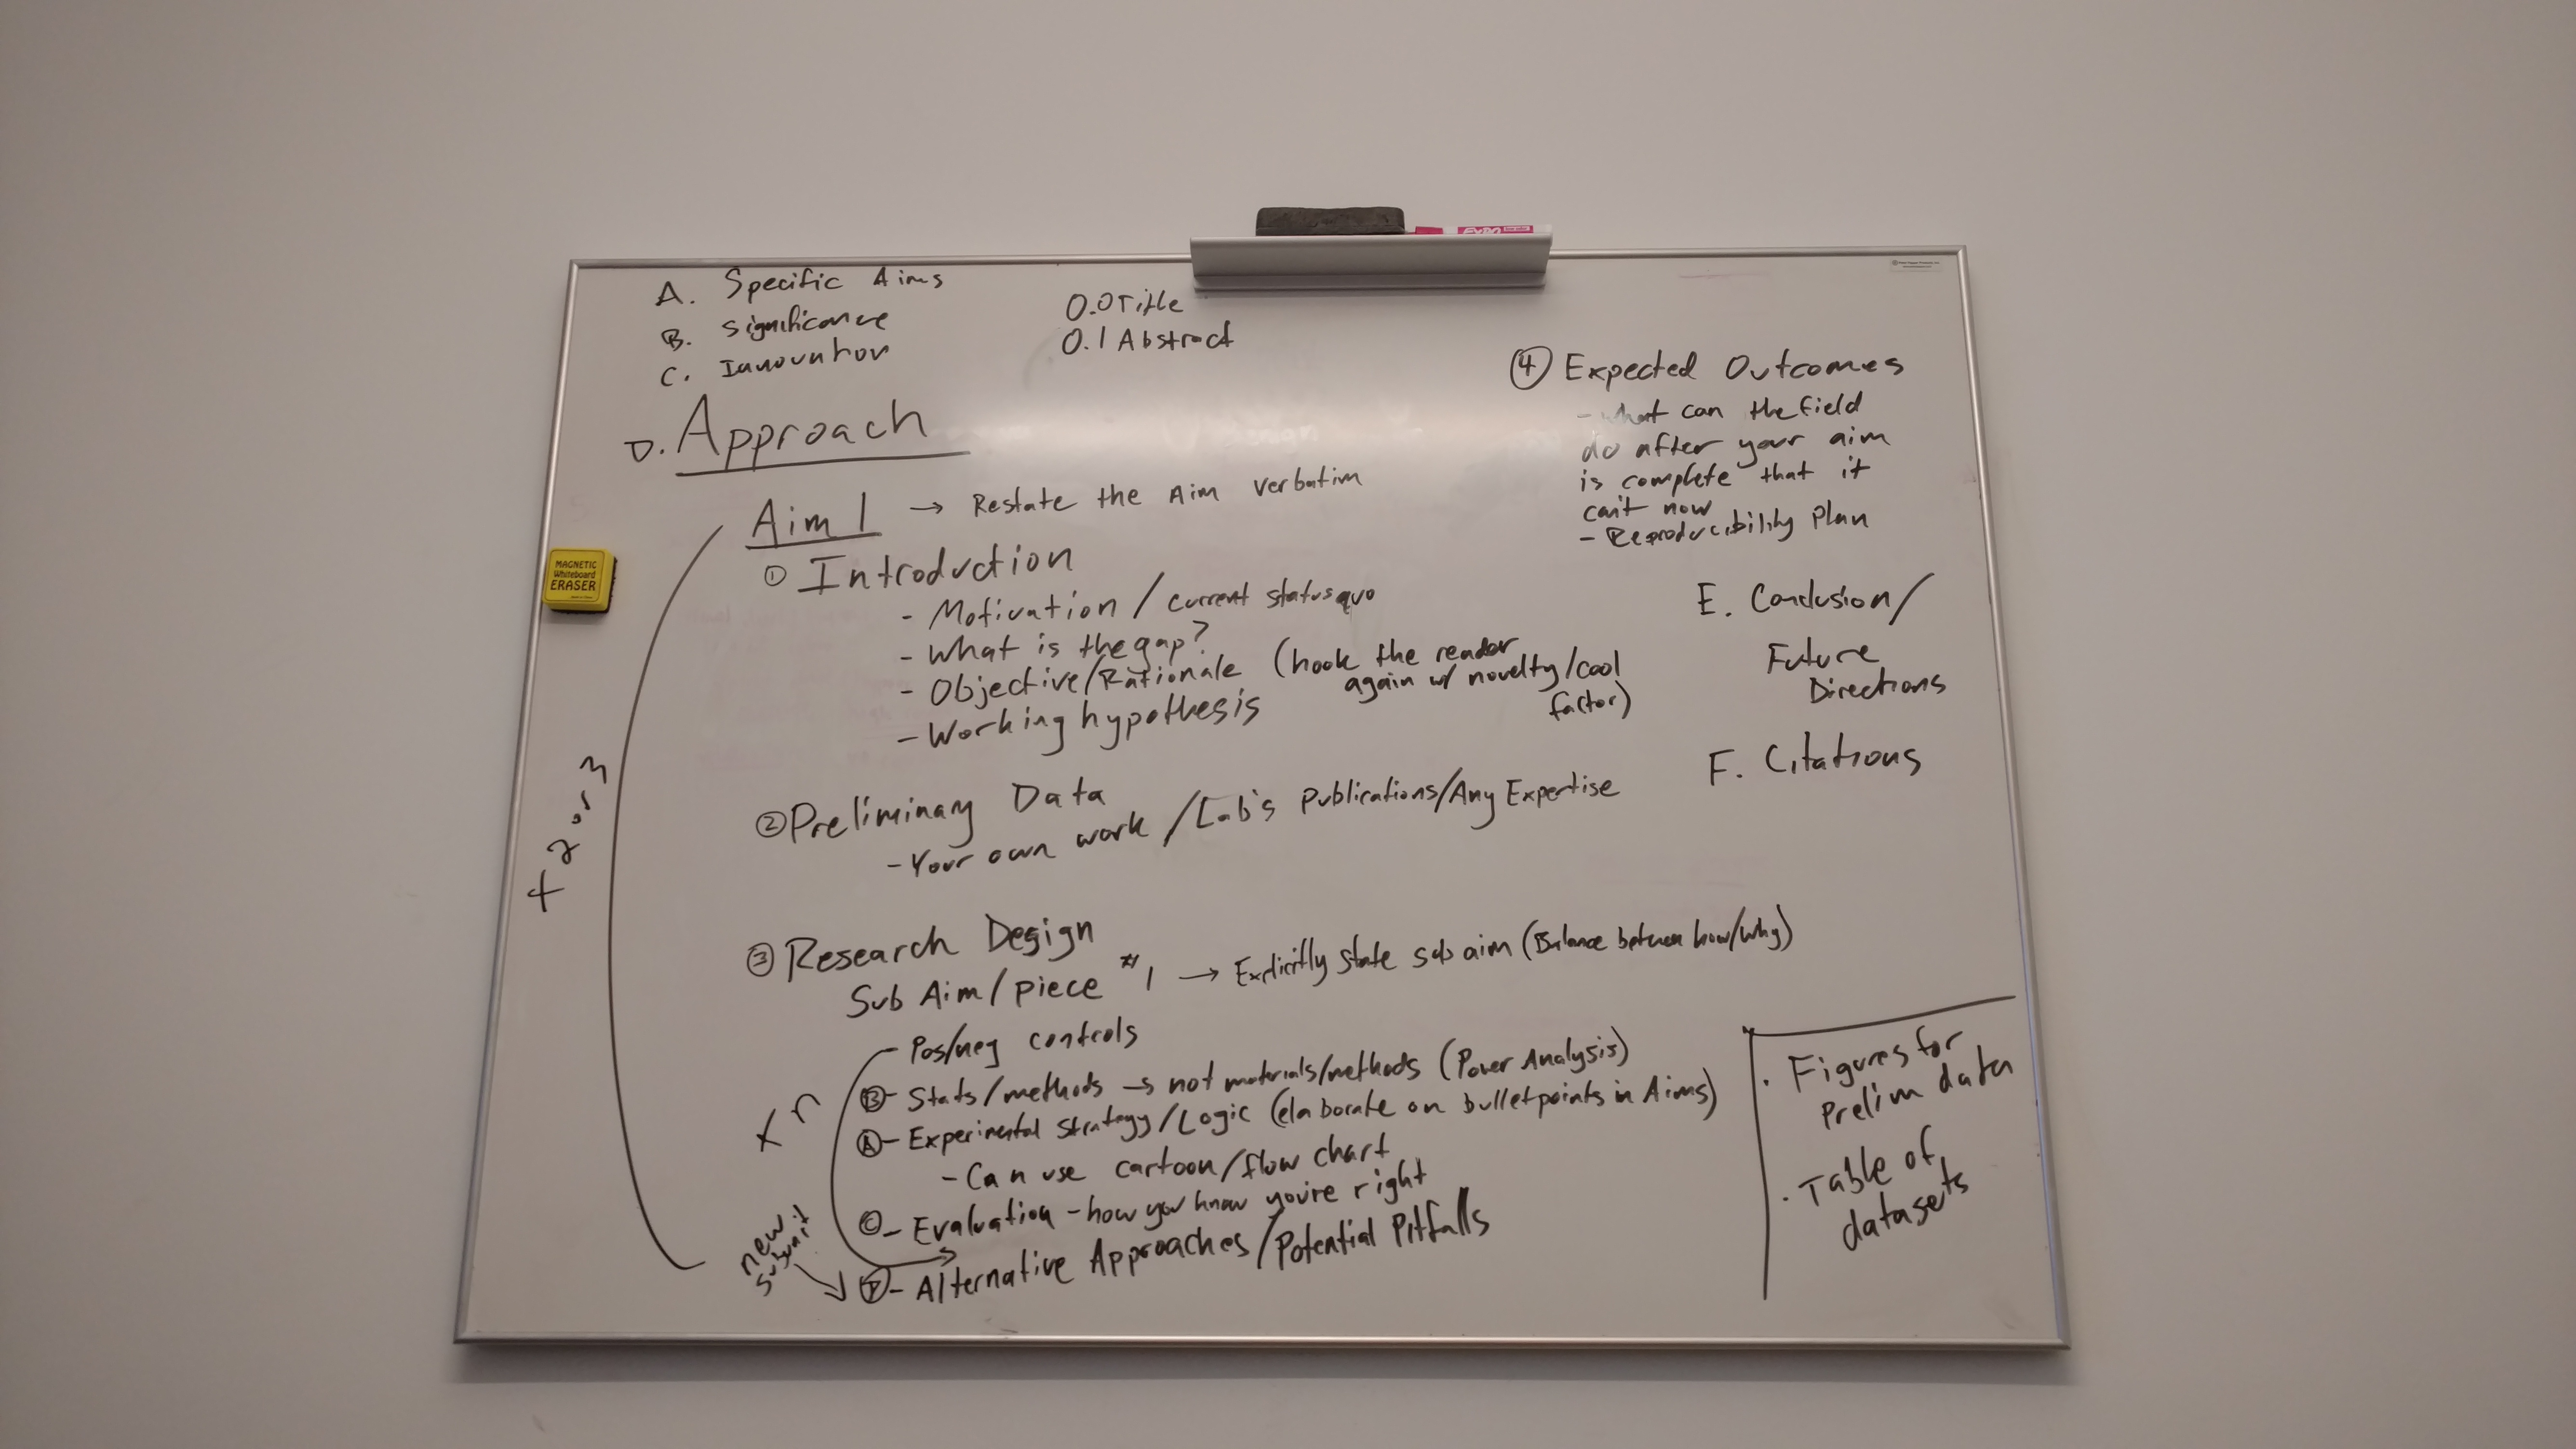 EXPO
A. Specific Aims
B. Significance
C. Innovation
0.0 Title
0.1 Abstract
D. Approach
Aim 1 → Restate the Aim verbatim
① Introduction
- Motivation / current status quo
- What is the gap?
- Objective/Rationale (hook the reader
again w/ novelty/cool
factor)
- Working hypothesis
② Preliminary Data
- Your own work / Lab's publications/Any Expertise
③ Research Design
Sub Aim/piece #1 → Explicitly state sub aim (Balance between how/why)
- Pos/neg controls
Ⓑ- Stats/methods → not materials/methods (Power Analysis)
Ⓐ- Experimental Strategy/Logic (elaborate on bulletpoints in Aims)
- Can use cartoon/flow chart
Ⓒ- Evaluation - how you know you're right
Ⓓ- Alternative Approaches/Potential Pitfalls
x n
new
subunit
x 2 or 3
MAGNETIC
Whiteboard
ERASER
④ Expected Outcomes
- what can the field
do after your aim
is complete that it
can't now
- Reproducibility Plan
E. Conclusion/
Future
Directions
F. Citations
· Figures for
Prelim data
· Table of
datasets